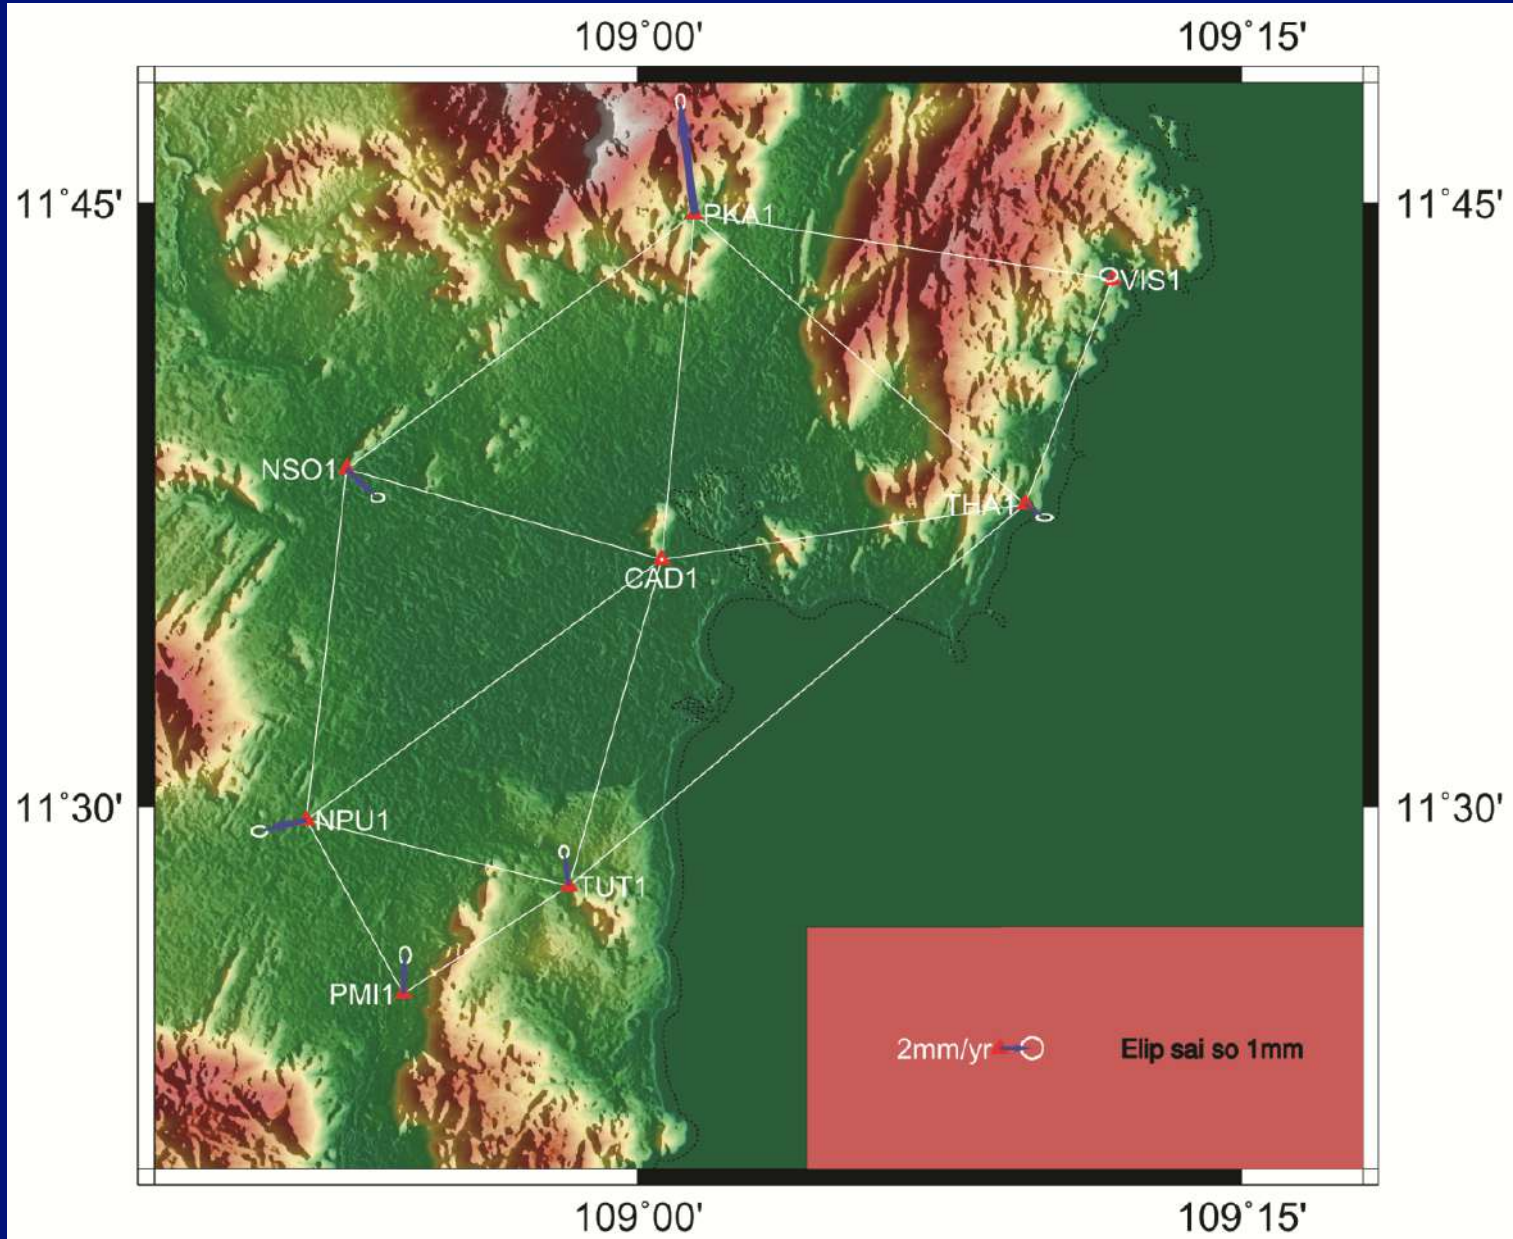 109°00' 109°15'
11°45' 11°45'
PKA1
VIS1
NSO1
THA1
CAD1
11°30' 11°30'
NPU1
TUT1
PMI1
2mm/yr Elip sai so 1mm
109°00' 109°15'